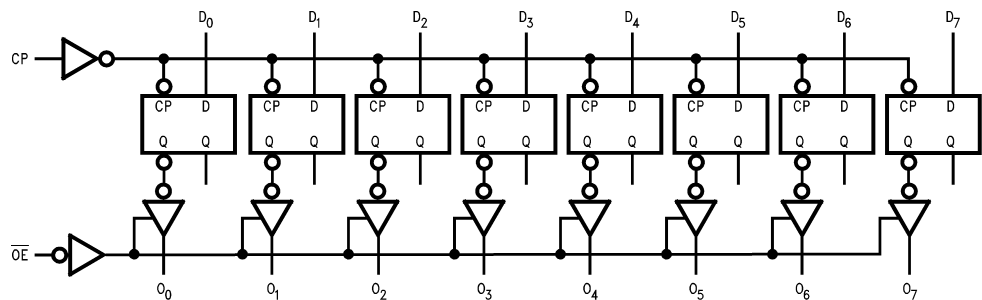 D0 D1 D2 D3 D4 D5 D6 D7
CP
CP D CP D CP D CP D CP D CP D CP D CP D
Q Q Q Q Q Q Q Q Q Q Q Q Q Q Q Q
O̅E̅
O0 O1 O2 O3 O4 O5 O6 O7